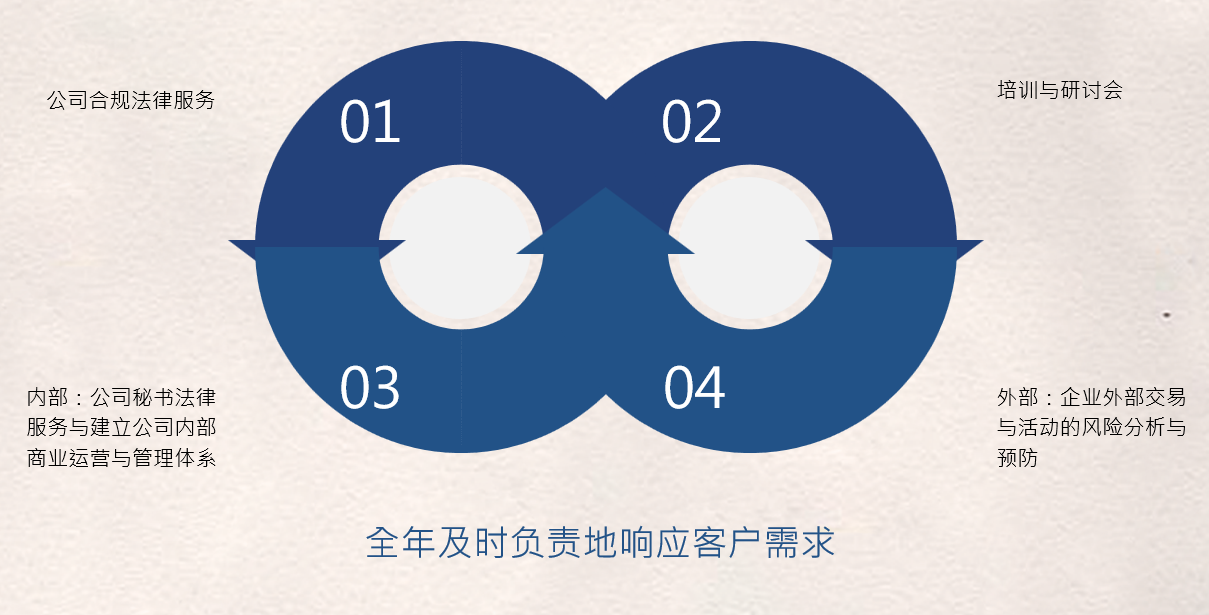 公司合规法律服务
01
02
培训与研讨会
内部：公司秘书法律
服务与建立公司内部
商业运营与管理体系
03
04
外部：企业外部交易
与活动的风险分析与
预防
全年及时负责地响应客户需求